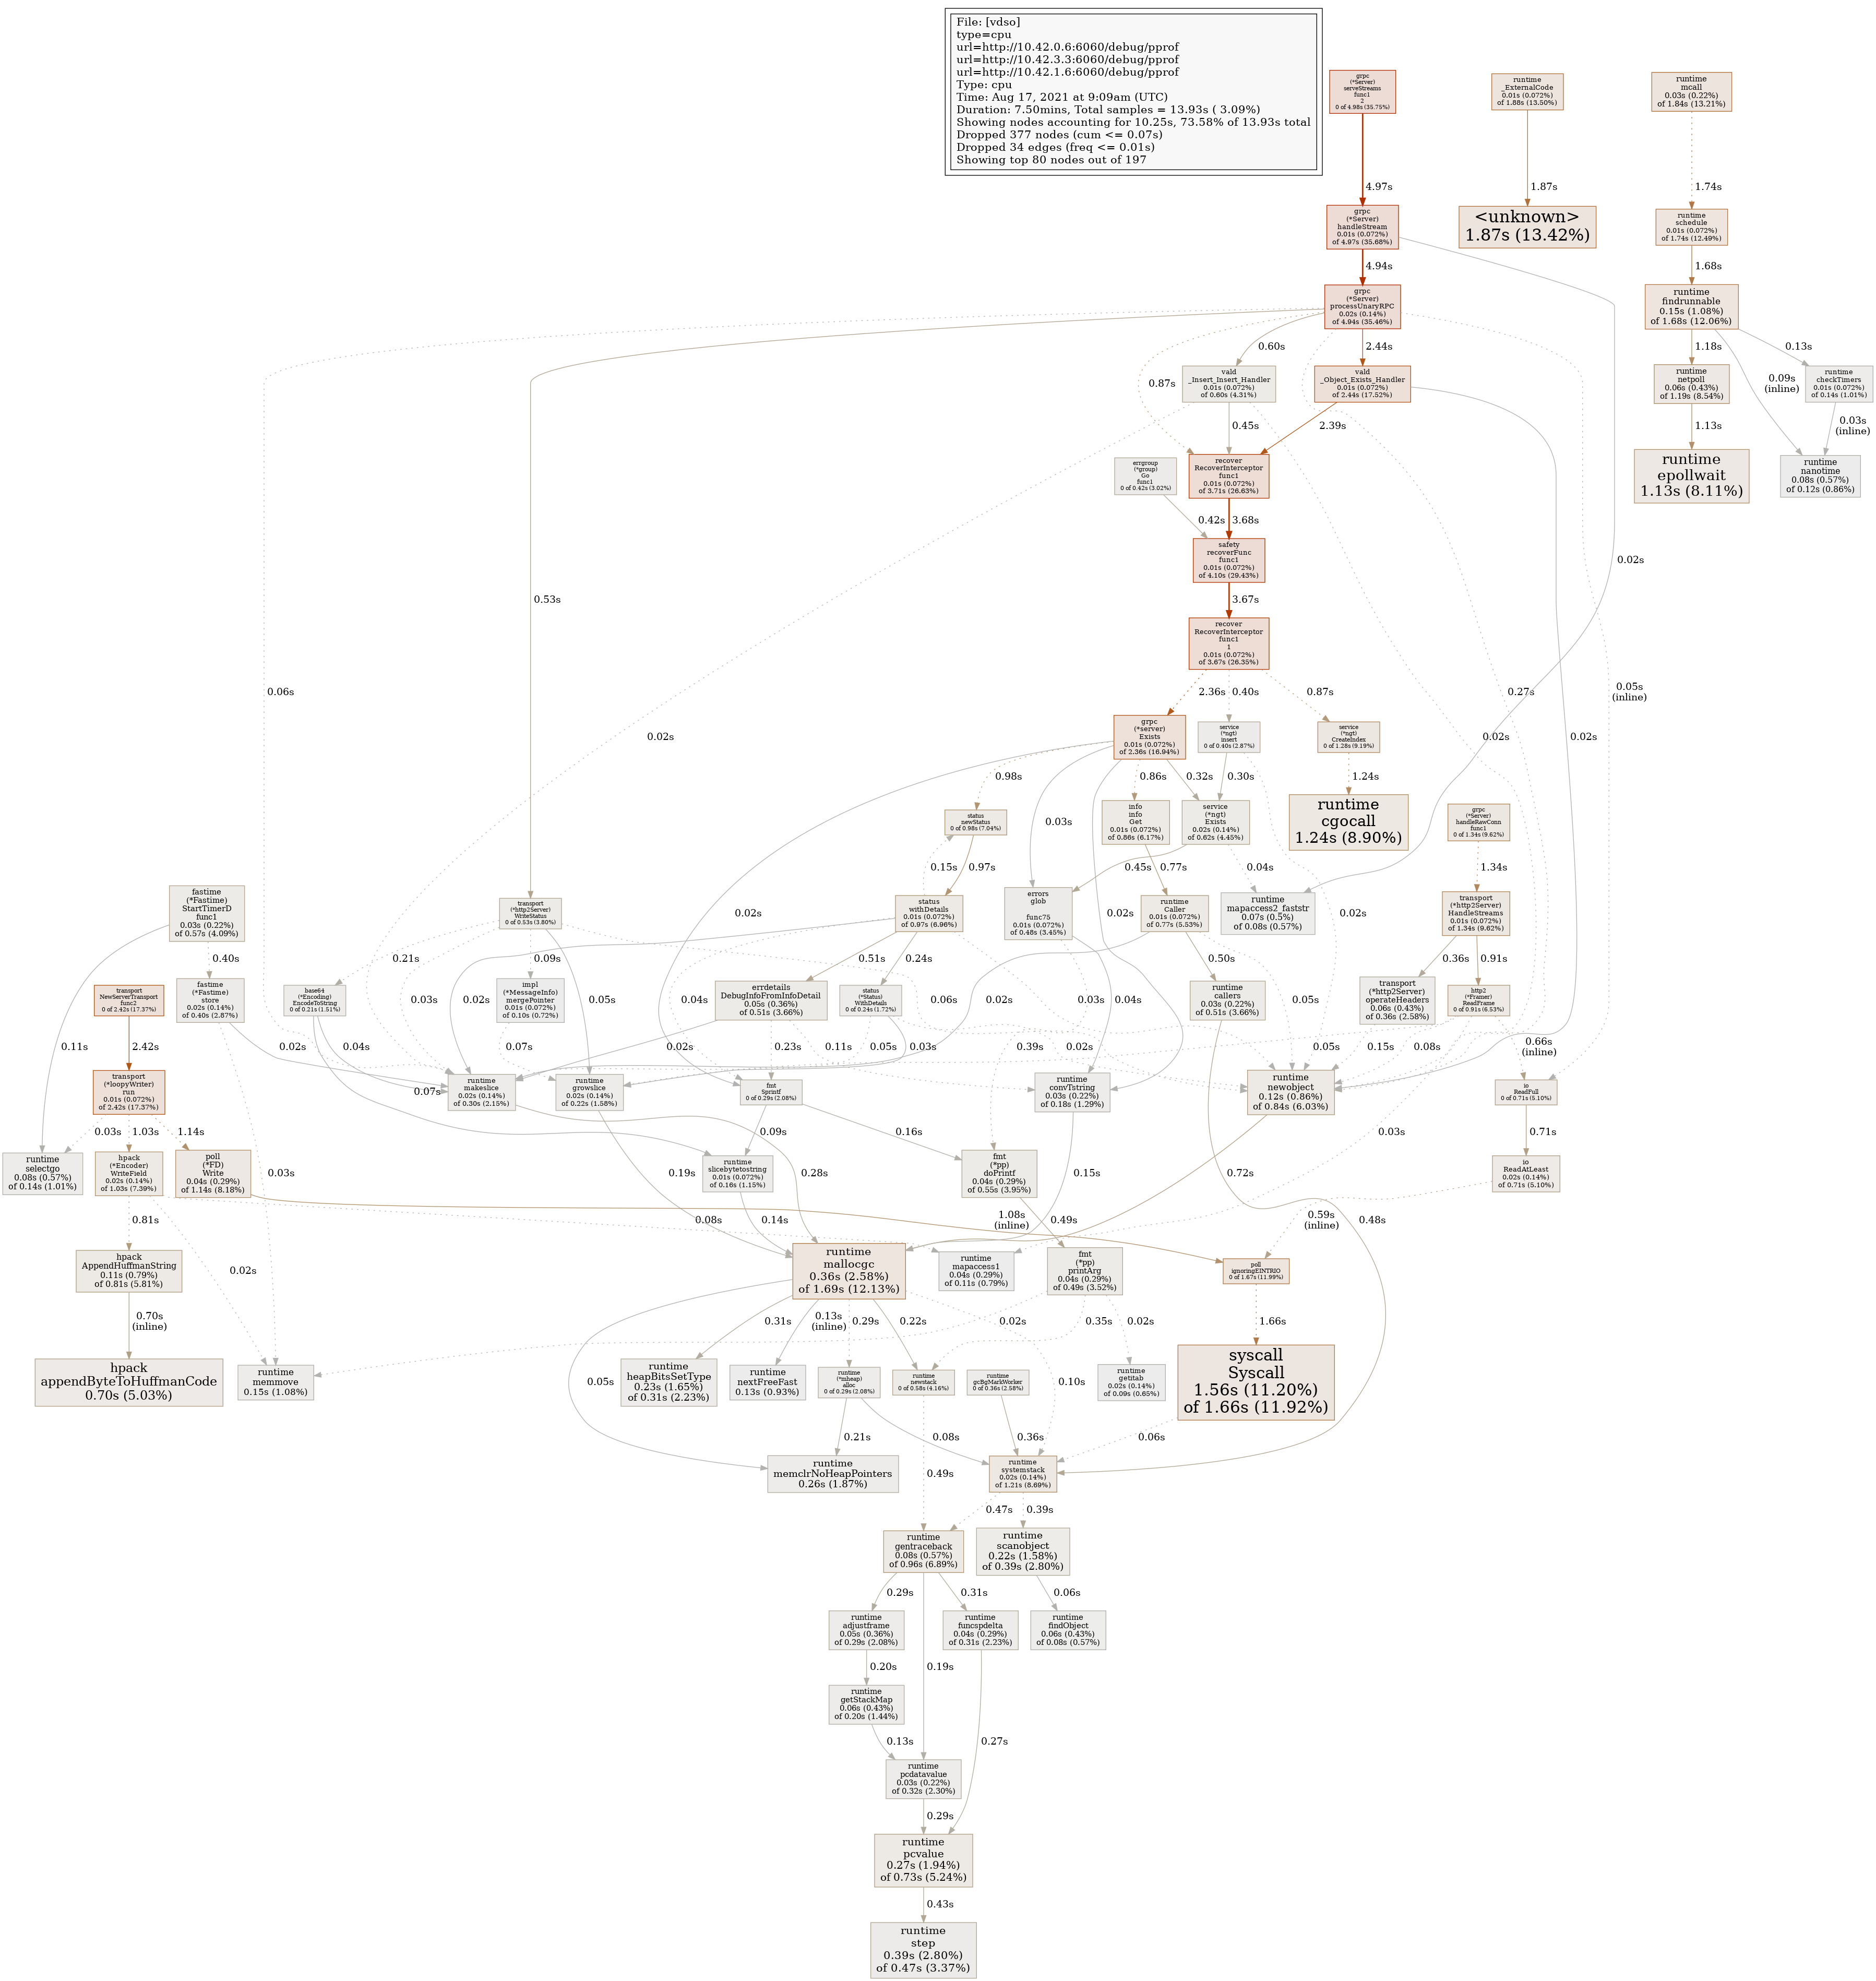 File: [vdso]
type=cpu
url=http://10.42.0.6:6060/debug/pprof
url=http://10.42.3.3:6060/debug/pprof
url=http://10.42.1.6:6060/debug/pprof
Type: cpu
Time: Aug 17, 2021 at 9:09am (UTC)
Duration: 7.50mins, Total samples = 13.93s ( 3.09%)
Showing nodes accounting for 10.25s, 73.58% of 13.93s total
Dropped 377 nodes (cum <= 0.07s)
Dropped 34 edges (freq <= 0.01s)
Showing top 80 nodes out of 197
grpc
(*Server)
serveStreams
func1
2
0 of 4.98s (35.75%)
runtime
_ExternalCode
0.01s (0.072%)
of 1.88s (13.50%)
runtime
mcall
0.03s (0.22%)
of 1.84s (13.21%)
4.97s
1.87s
1.74s
grpc
(*Server)
handleStream
0.01s (0.072%)
of 4.97s (35.68%)
<unknown>
1.87s (13.42%)
runtime
schedule
0.01s (0.072%)
of 1.74s (12.49%)
4.94s
1.68s
grpc
(*Server)
processUnaryRPC
0.02s (0.14%)
of 4.94s (35.46%)
runtime
findrunnable
0.15s (1.08%)
of 1.68s (12.06%)
0.60s
2.44s
0.87s
1.18s
0.13s
0.09s
(inline)
vald
_Insert_Insert_Handler
0.01s (0.072%)
of 0.60s (4.31%)
vald
_Object_Exists_Handler
0.01s (0.072%)
of 2.44s (17.52%)
runtime
netpoll
0.06s (0.43%)
of 1.19s (8.54%)
runtime
checkTimers
0.01s (0.072%)
of 0.14s (1.01%)
0.45s
2.39s
1.13s
0.03s
(inline)
errgroup
(*group)
Go
func1
0 of 0.42s (3.02%)
recover
RecoverInterceptor
func1
0.01s (0.072%)
of 3.71s (26.63%)
runtime
epollwait
1.13s (8.11%)
runtime
nanotime
0.08s (0.57%)
of 0.12s (0.86%)
0.42s
3.68s
safety
recoverFunc
func1
0.01s (0.072%)
of 4.10s (29.43%)
0.02s
0.53s
3.67s
recover
RecoverInterceptor
func1
1
0.01s (0.072%)
of 3.67s (26.35%)
0.06s
2.36s
0.40s
0.87s
0.27s
0.05s
(inline)
0.02s
0.02s
0.02s
grpc
(*server)
Exists
0.01s (0.072%)
of 2.36s (16.94%)
service
(*ngt)
insert
0 of 0.40s (2.87%)
service
(*ngt)
CreateIndex
0 of 1.28s (9.19%)
0.98s
0.86s
0.32s
0.30s
1.24s
status
newStatus
0 of 0.98s (7.04%)
0.03s
info
info
Get
0.01s (0.072%)
of 0.86s (6.17%)
service
(*ngt)
Exists
0.02s (0.14%)
of 0.62s (4.45%)
runtime
cgocall
1.24s (8.90%)
grpc
(*Server)
handleRawConn
func1
0 of 1.34s (9.62%)
0.15s
0.97s
0.45s
0.77s
0.04s
1.34s
fastime
(*Fastime)
StartTimerD
func1
0.03s (0.22%)
of 0.57s (4.09%)
transport
(*http2Server)
WriteStatus
0 of 0.53s (3.80%)
0.02s
status
withDetails
0.01s (0.072%)
of 0.97s (6.96%)
errors
glob

func75
0.01s (0.072%)
of 0.48s (3.45%)
0.02s
runtime
Caller
0.01s (0.072%)
of 0.77s (5.53%)
runtime
mapaccess2_faststr
0.07s (0.5%)
of 0.08s (0.57%)
0.02s
transport
(*http2Server)
HandleStreams
0.01s (0.072%)
of 1.34s (9.62%)
0.40s
0.21s
0.09s
0.51s
0.24s
0.50s
0.36s
0.91s
transport
NewServerTransport
func2
0 of 2.42s (17.37%)
fastime
(*Fastime)
store
0.02s (0.14%)
of 0.40s (2.87%)
base64
(*Encoding)
EncodeToString
0 of 0.21s (1.51%)
0.03s
impl
(*MessageInfo)
mergePointer
0.01s (0.072%)
of 0.10s (0.72%)
0.05s
0.02s
0.04s
errdetails
DebugInfoFromInfoDetail
0.05s (0.36%)
of 0.51s (3.66%)
status
(*Status)
WithDetails
0 of 0.24s (1.72%)
0.06s
0.02s
0.03s
0.04s
runtime
callers
0.03s (0.22%)
of 0.51s (3.66%)
0.05s
transport
(*http2Server)
operateHeaders
0.06s (0.43%)
of 0.36s (2.58%)
http2
(*Framer)
ReadFrame
0 of 0.91s (6.53%)
0.11s
2.42s
0.02s
0.04s
0.07s
0.02s
0.23s
0.11s
0.05s
0.03s
0.39s
0.02s
0.05s
0.15s
0.08s
0.66s
(inline)
transport
(*loopyWriter)
run
0.01s (0.072%)
of 2.42s (17.37%)
0.07s
runtime
makeslice
0.02s (0.14%)
of 0.30s (2.15%)
runtime
growslice
0.02s (0.14%)
of 0.22s (1.58%)
fmt
Sprintf
0 of 0.29s (2.08%)
runtime
convTstring
0.03s (0.22%)
of 0.18s (1.29%)
runtime
newobject
0.12s (0.86%)
of 0.84s (6.03%)
io
ReadFull
0 of 0.71s (5.10%)
0.03s
1.03s
1.14s
0.09s
0.16s
0.03s
0.71s
runtime
selectgo
0.08s (0.57%)
of 0.14s (1.01%)
hpack
(*Encoder)
WriteField
0.02s (0.14%)
of 1.03s (7.39%)
poll
(*FD)
Write
0.04s (0.29%)
of 1.14s (8.18%)
0.03s
0.19s
runtime
slicebytetostring
0.01s (0.072%)
of 0.16s (1.15%)
0.28s
fmt
(*pp)
doPrintf
0.04s (0.29%)
of 0.55s (3.95%)
0.15s
0.72s
io
ReadAtLeast
0.02s (0.14%)
of 0.71s (5.10%)
0.81s
0.08s
0.14s
1.08s
(inline)
0.49s
0.48s
0.59s
(inline)
hpack
AppendHuffmanString
0.11s (0.79%)
of 0.81s (5.81%)
0.02s
runtime
mallocgc
0.36s (2.58%)
of 1.69s (12.13%)
runtime
mapaccess1
0.04s (0.29%)
of 0.11s (0.79%)
fmt
(*pp)
printArg
0.04s (0.29%)
of 0.49s (3.52%)
poll
ignoringEINTRIO
0 of 1.67s (11.99%)
0.70s
(inline)
0.31s
0.13s
(inline)
0.29s
0.22s
0.02s
0.35s
0.02s
1.66s
hpack
appendByteToHuffmanCode
0.70s (5.03%)
runtime
memmove
0.15s (1.08%)
0.05s
runtime
heapBitsSetType
0.23s (1.65%)
of 0.31s (2.23%)
runtime
nextFreeFast
0.13s (0.93%)
runtime
(*mheap)
alloc
0 of 0.29s (2.08%)
runtime
newstack
0 of 0.58s (4.16%)
runtime
gcBgMarkWorker
0 of 0.36s (2.58%)
0.10s
runtime
getitab
0.02s (0.14%)
of 0.09s (0.65%)
syscall
Syscall
1.56s (11.20%)
of 1.66s (11.92%)
0.21s
0.08s
0.36s
0.06s
runtime
memclrNoHeapPointers
0.26s (1.87%)
0.49s
runtime
systemstack
0.02s (0.14%)
of 1.21s (8.69%)
0.47s
0.39s
runtime
gentraceback
0.08s (0.57%)
of 0.96s (6.89%)
runtime
scanobject
0.22s (1.58%)
of 0.39s (2.80%)
0.29s
0.31s
0.06s
runtime
adjustframe
0.05s (0.36%)
of 0.29s (2.08%)
runtime
funcspdelta
0.04s (0.29%)
of 0.31s (2.23%)
runtime
findObject
0.06s (0.43%)
of 0.08s (0.57%)
0.20s
0.19s
runtime
getStackMap
0.06s (0.43%)
of 0.20s (1.44%)
0.13s
0.27s
runtime
pcdatavalue
0.03s (0.22%)
of 0.32s (2.30%)
0.29s
runtime
pcvalue
0.27s (1.94%)
of 0.73s (5.24%)
0.43s
runtime
step
0.39s (2.80%)
of 0.47s (3.37%)